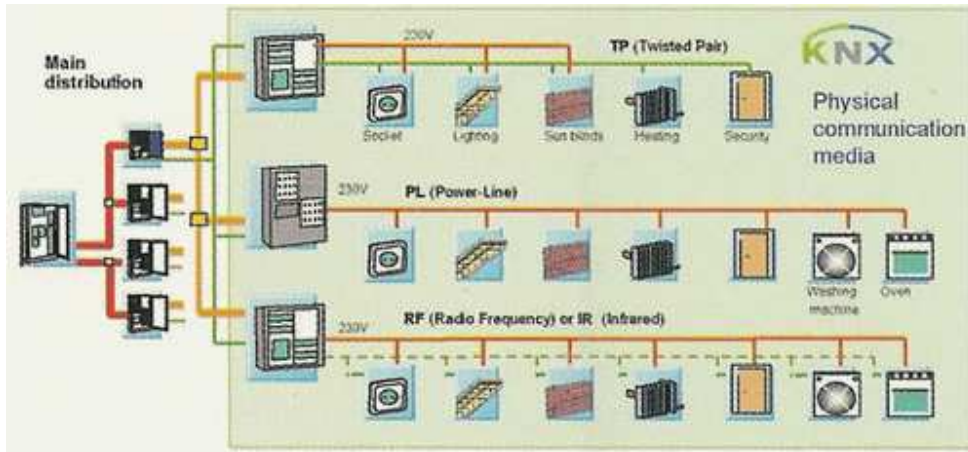 Main
distribution
230V
TP (Twisted Pair)
KNX
Physical
communication
media
Socket
Lighting
Sun blinds
Heating
Security
230V
PL (Power-Line)
Washing
machine
Oven
RF (Radio Frequency) or IR (Infrared)
230V